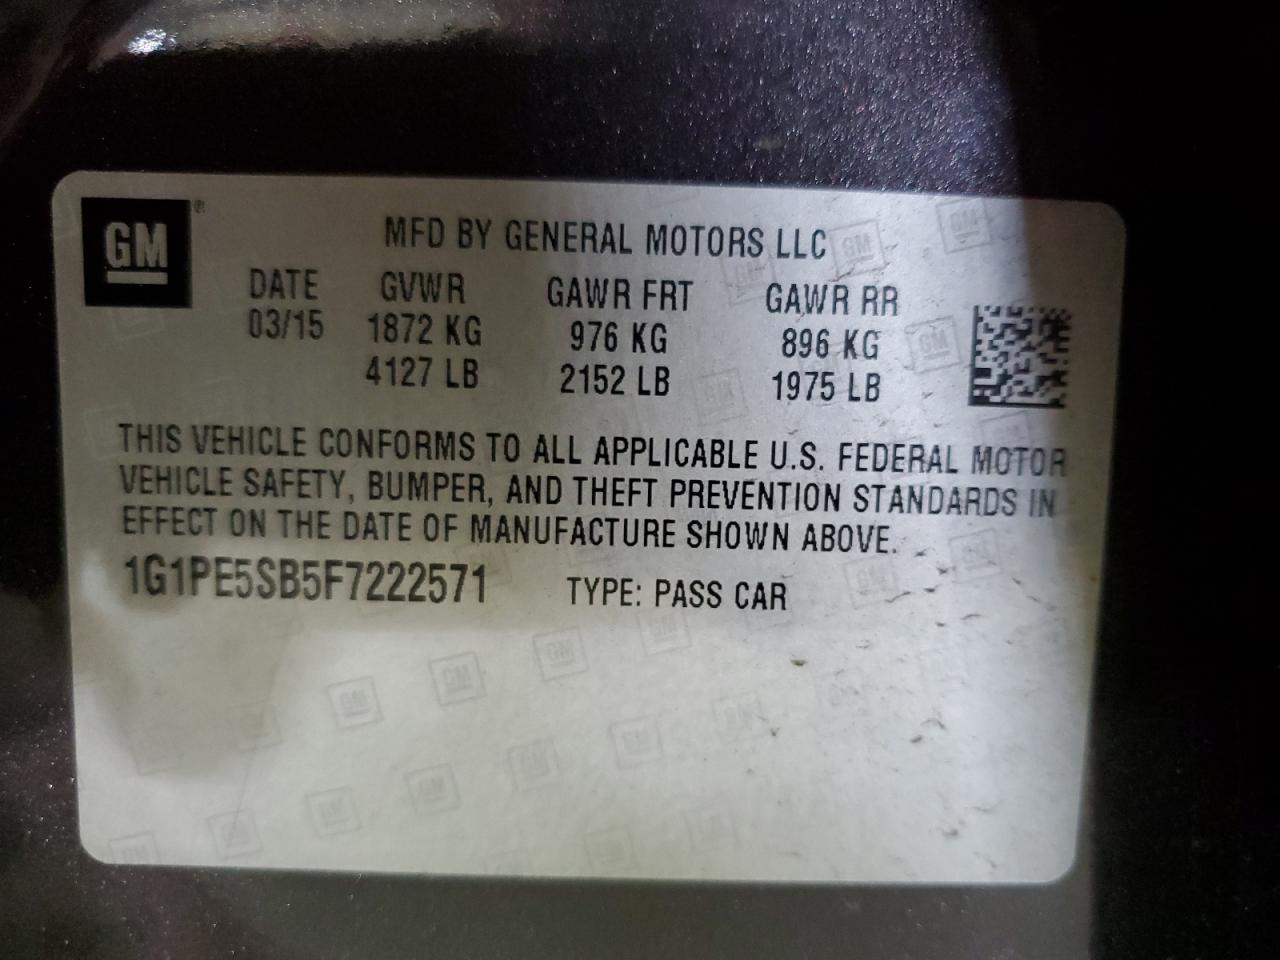 GM ®
MFD BY GENERAL MOTORS LLC
DATE GVWR GAWR FRT GAWR RR
03/15 1872 KG 976 KG 896 KG
4127 LB 2152 LB 1975 LB
THIS VEHICLE CONFORMS TO ALL APPLICABLE U.S. FEDERAL MOTOR
VEHICLE SAFETY, BUMPER, AND THEFT PREVENTION STANDARDS IN
EFFECT ON THE DATE OF MANUFACTURE SHOWN ABOVE.
1G1PE5SB5F7222571 TYPE: PASS CAR